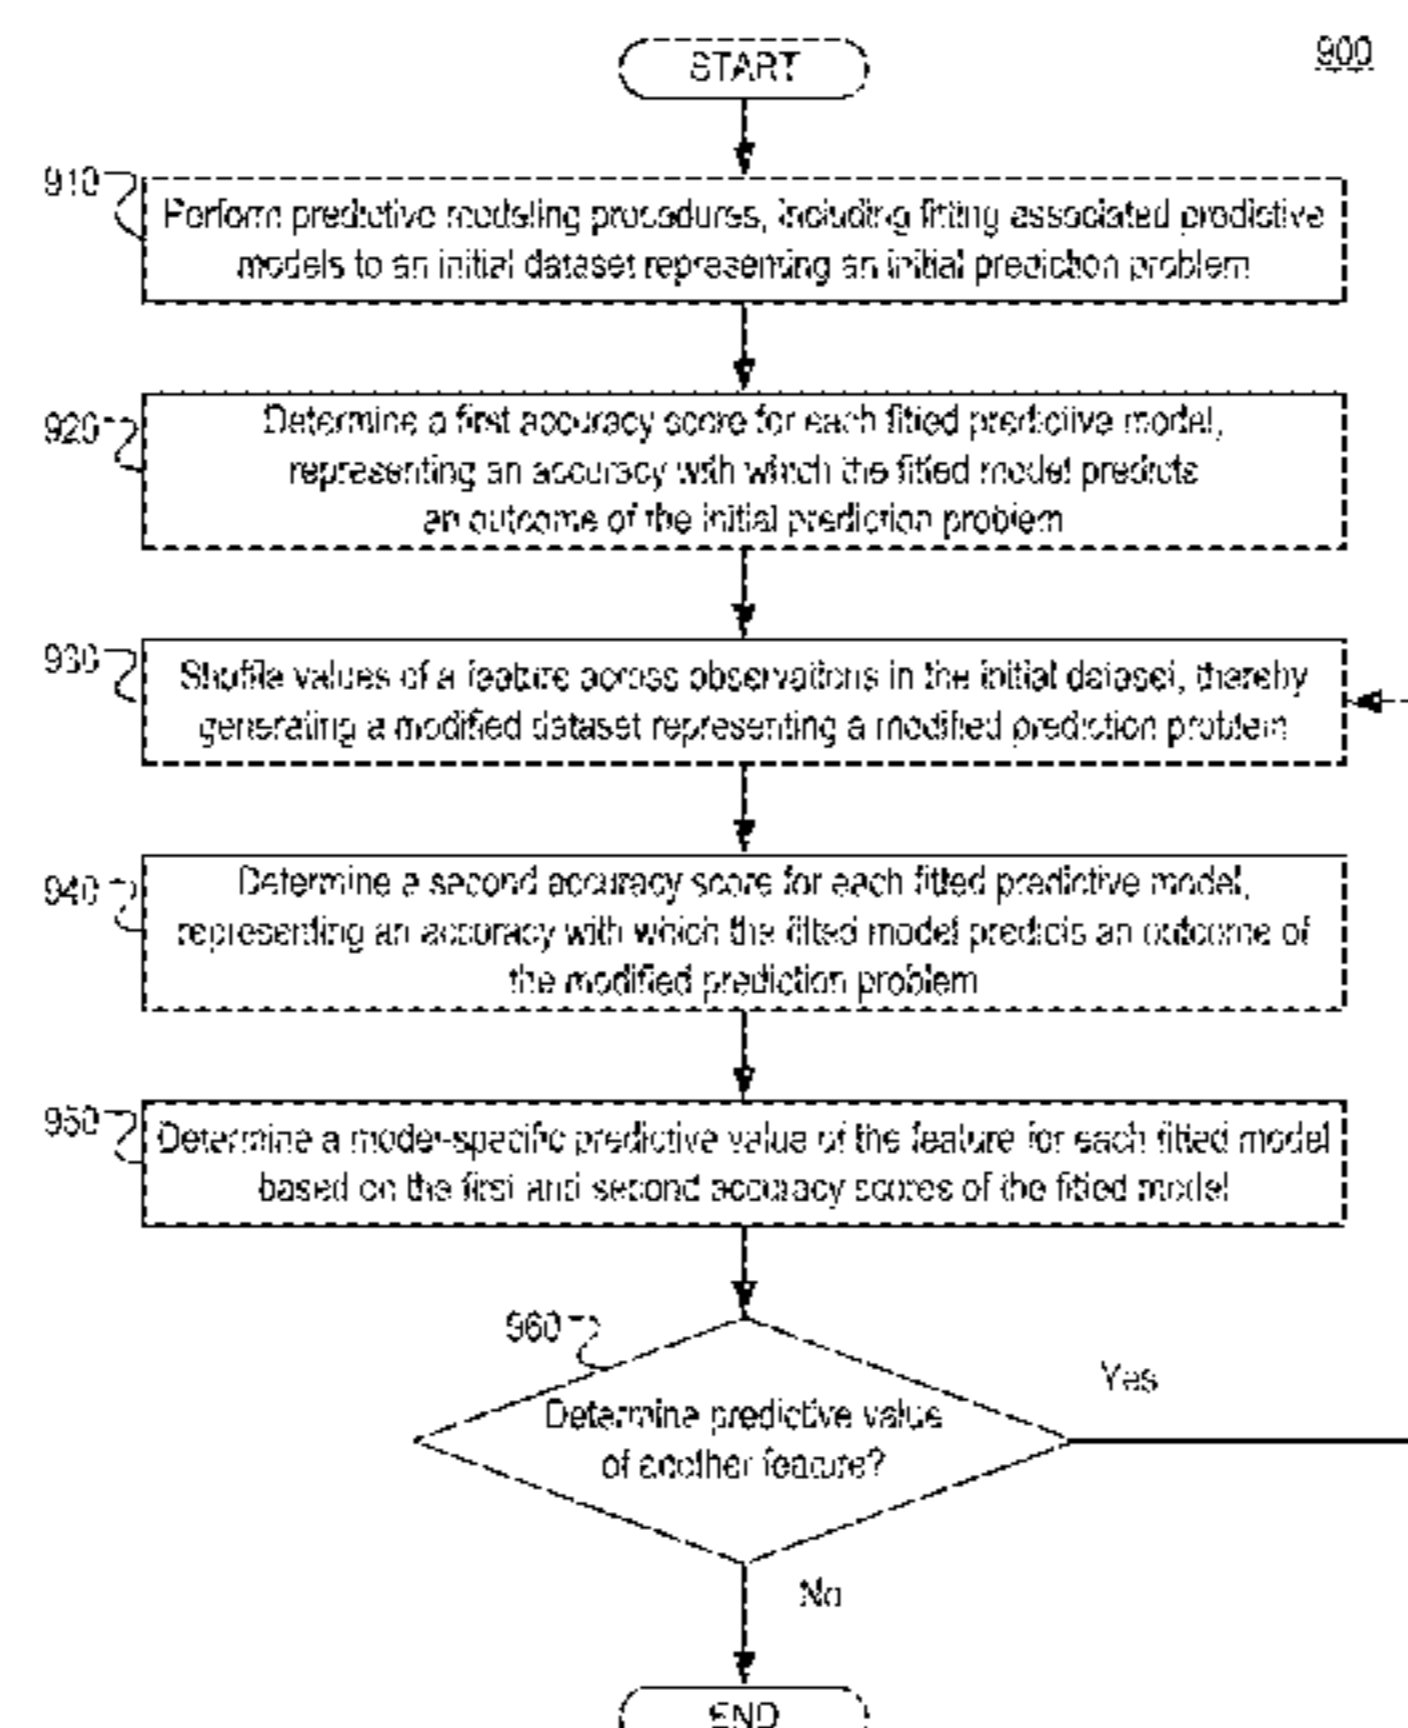 START
900
910
Perform predictive modeling procedures, including fitting associated predictive
models to an initial dataset representing an initial prediction problem
920
Determine a first accuracy score for each fitted predictive model,
representing an accuracy with which the fitted model predicts
an outcome of the initial prediction problem
930
Shuffle values of a feature across observations in the initial dataset, thereby
generating a modified dataset representing a modified prediction problem
940
Determine a second accuracy score for each fitted predictive model,
representing an accuracy with which the fitted model predicts an outcome of
the modified prediction problem
950
Determine a model-specific predictive value of the feature for each fitted model
based on the first and second accuracy scores of the fitted model
960
Determine predictive value
of another feature?
Yes
No
END